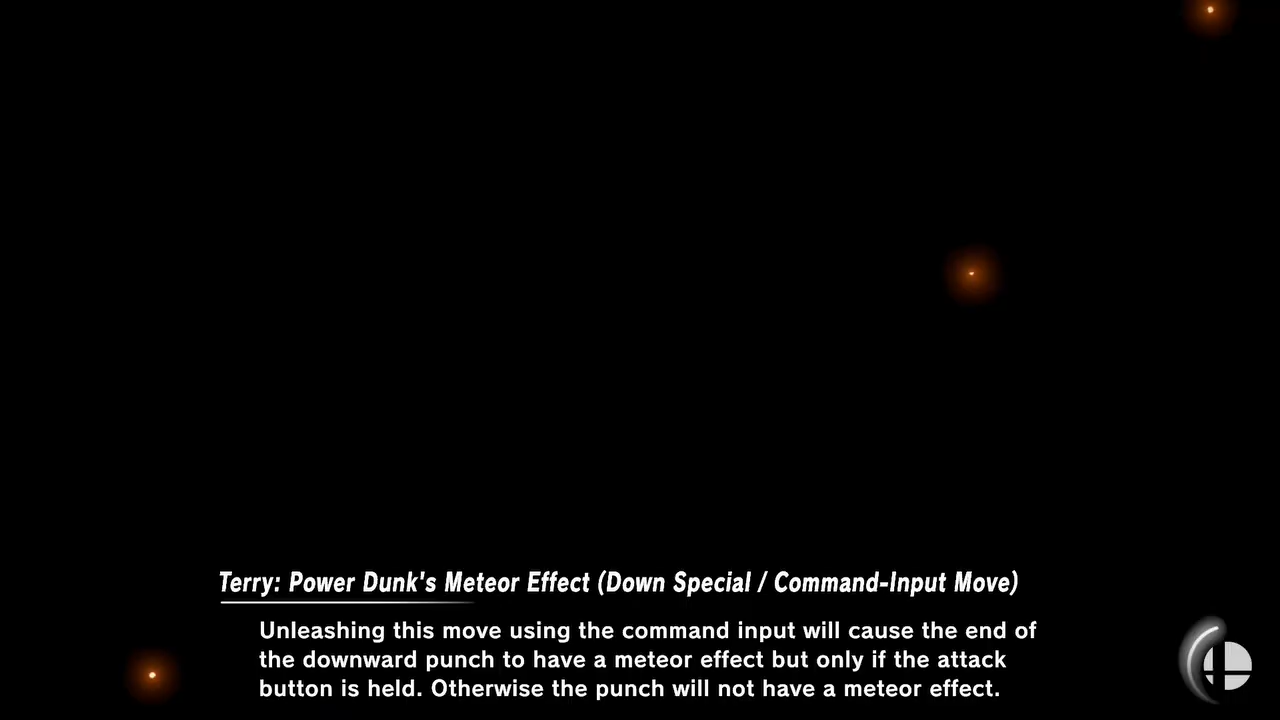 Terry: Power Dunk's Meteor Effect (Down Special / Command-Input Move)
Unleashing this move using the command input will cause the end of
the downward punch to have a meteor effect but only if the attack
button is held. Otherwise the punch will not have a meteor effect.